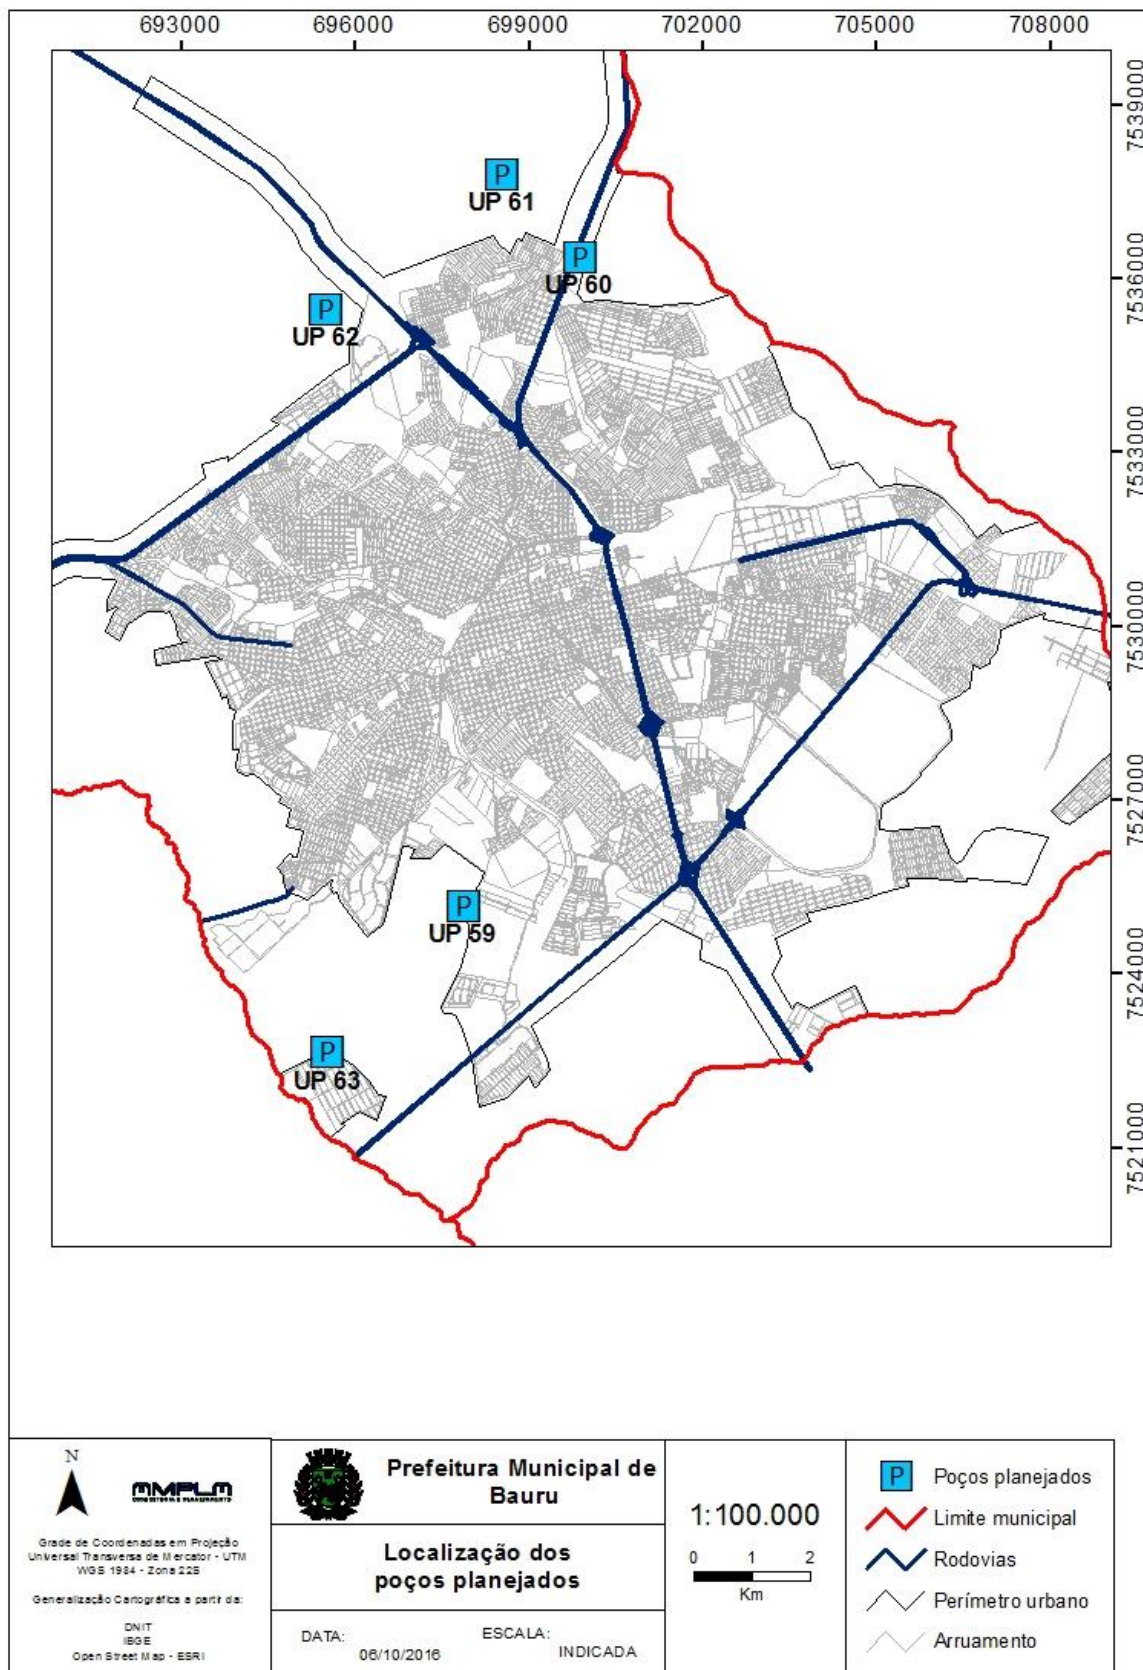 693000 696000 699000 702000 705000 708000
7539000
P
UP 61
P
UP 60
7536000
P
UP 62
7533000
7530000
7527000
P
UP 59
7524000
P
UP 63
7521000
N
MMPLM
Grade de Coordenadas em Projeção
Universal Transversa de Mercator - UTM
WGS 1984 - Zona 22S
Generalização Cartográfica a partir da:
DNIT
IBGE
Open Street Map - ESRI
Prefeitura Municipal de
Bauru
Localização dos
poços planejados
DATA:
06/10/2016
ESCALA:
INDICADA
1:100.000
0 1 2
Km
P Poços planejados
Limite municipal
Rodovias
Perímetro urbano
Arruamento